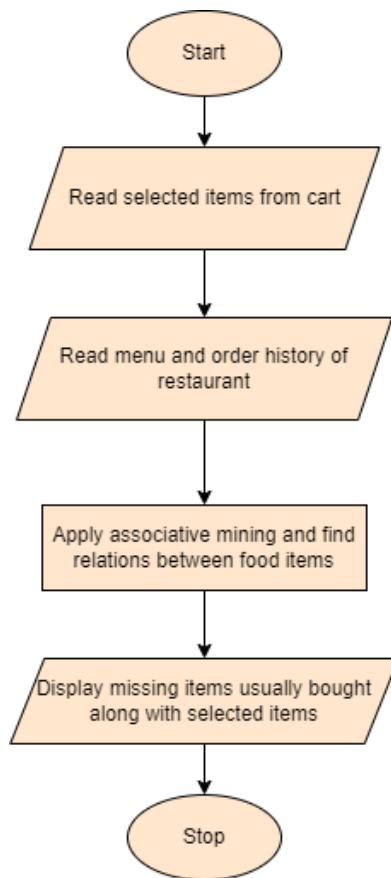 Start
Read selected items from cart
Read menu and order history of
restaurant
Apply associative mining and find
relations between food items
Display missing items usually bought
along with selected items
Stop